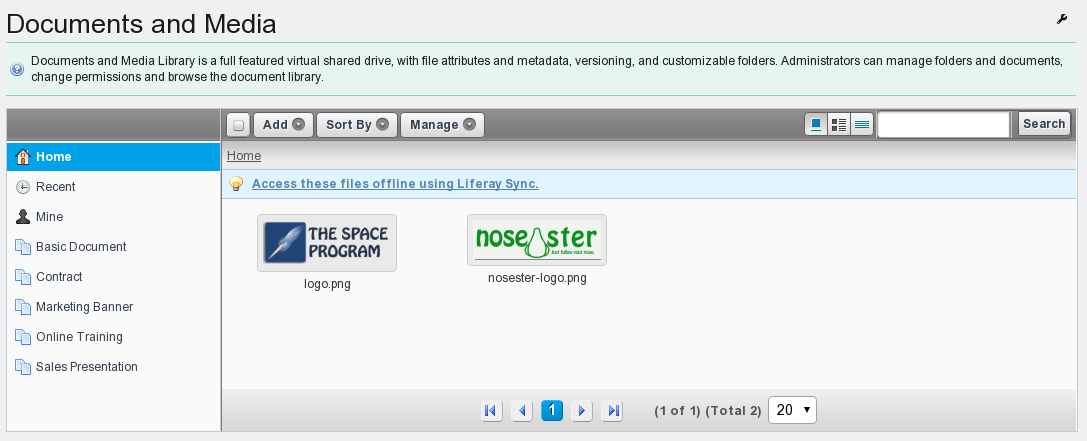 Documents and Media
Documents and Media Library is a full featured virtual shared drive, with file attributes and metadata, versioning, and customizable folders. Administrators can manage folders and documents,
change permissions and browse the document library.
Add Sort By Manage Search
Home
Recent
Mine
Basic Document
Contract
Marketing Banner
Online Training
Sales Presentation
Home
Access these files offline using Liferay Sync.
THE SPACE
PROGRAM
logo.png
nosester
Just follow your nose.
nosester-logo.png
1 (1 of 1) (Total 2) 20